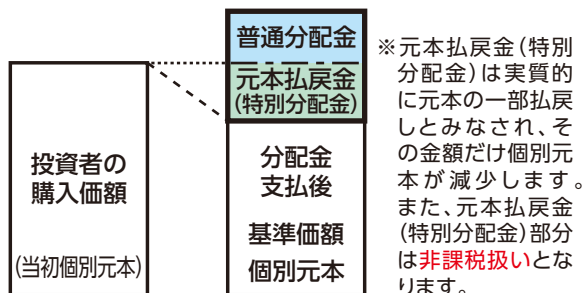 普通分配金
元本払戻金
(特別分配金)
投資者の
購入価額
(当初個別元本)
分配金
支払後
基準価額
個別元本
※元本払戻金(特別
分配金)は実質的
に元本の一部払戻
しとみなされ、そ
の金額だけ個別元
本が減少します。
また、元本払戻金
(特別分配金)部分
は非課税扱いとな
ります。